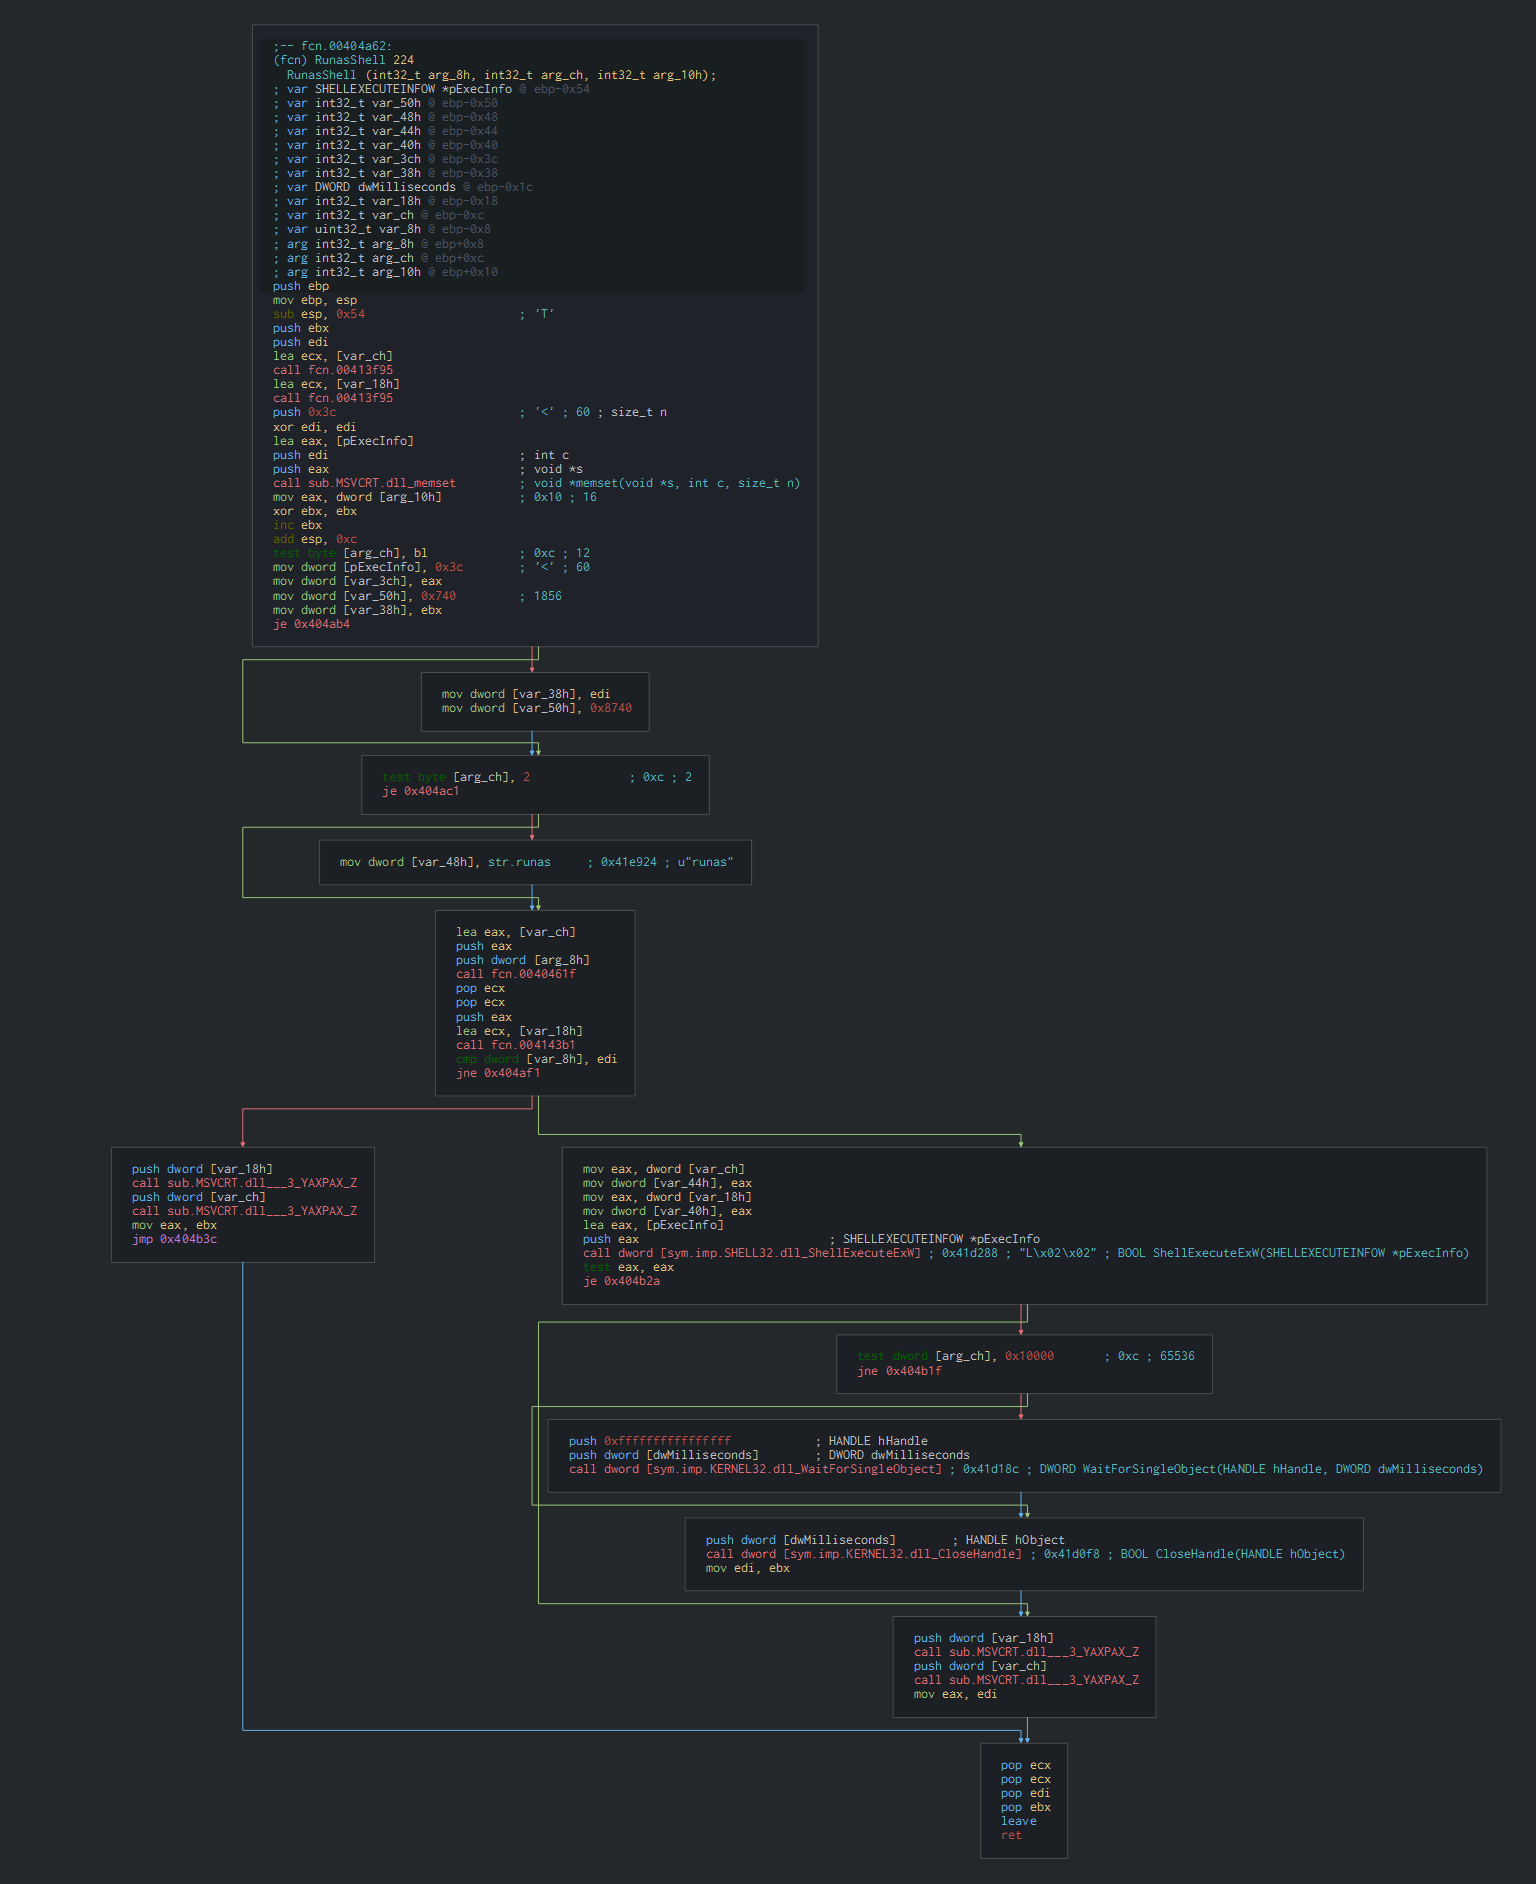 ;-- fcn.00404a62:
(fcn) RunasShell 224
RunasShell (int32_t arg_8h, int32_t arg_ch, int32_t arg_10h);
; var SHELLEXECUTEINFOW *pExecInfo @ ebp-0x54
; var int32_t var_50h @ ebp-0x50
; var int32_t var_48h @ ebp-0x48
; var int32_t var_44h @ ebp-0x44
; var int32_t var_40h @ ebp-0x40
; var int32_t var_3ch @ ebp-0x3c
; var int32_t var_38h @ ebp-0x38
; var DWORD dwMilliseconds @ ebp-0x1c
; var int32_t var_18h @ ebp-0x18
; var int32_t var_ch @ ebp-0xc
; var uint32_t var_8h @ ebp-0x8
; arg int32_t arg_8h @ ebp+0x8
; arg int32_t arg_ch @ ebp+0xc
; arg int32_t arg_10h @ ebp+0x10
push ebp
mov ebp, esp
sub esp, 0x54 ; 'T'
push ebx
push edi
lea ecx, [var_ch]
call fcn.00413f95
lea ecx, [var_18h]
call fcn.00413f95
push 0x3c ; '<' ; 60 ; size_t n
xor edi, edi
lea eax, [pExecInfo]
push edi ; int c
push eax ; void *s
call sub.MSVCRT.dll_memset ; void *memset(void *s, int c, size_t n)
mov eax, dword [arg_10h] ; 0x10 ; 16
xor ebx, ebx
inc ebx
add esp, 0xc
test byte [arg_ch], bl ; 0xc ; 12
mov dword [pExecInfo], 0x3c ; '<' ; 60
mov dword [var_3ch], eax
mov dword [var_50h], 0x740 ; 1856
mov dword [var_38h], ebx
je 0x404ab4
mov dword [var_38h], edi
mov dword [var_50h], 0x8740
test byte [arg_ch], 2 ; 0xc ; 2
je 0x404ac1
mov dword [var_48h], str.runas ; 0x41e924 ; u"runas"
lea eax, [var_ch]
push eax
push dword [arg_8h]
call fcn.0040461f
pop ecx
pop ecx
push eax
lea ecx, [var_18h]
call fcn.004143b1
cmp dword [var_8h], edi
jne 0x404af1
push dword [var_18h]
call sub.MSVCRT.dll___3_YAXPAX_Z
push dword [var_ch]
call sub.MSVCRT.dll___3_YAXPAX_Z
mov eax, ebx
jmp 0x404b3c
mov eax, dword [var_ch]
mov dword [var_44h], eax
mov eax, dword [var_18h]
mov dword [var_40h], eax
lea eax, [pExecInfo]
push eax ; SHELLEXECUTEINFOW *pExecInfo
call dword [sym.imp.SHELL32.dll_ShellExecuteExW] ; 0x41d288 ; "L\x02\x02" ; BOOL ShellExecuteExW(SHELLEXECUTEINFOW *pExecInfo)
test eax, eax
je 0x404b2a
test dword [arg_ch], 0x10000 ; 0xc ; 65536
jne 0x404b1f
push 0xffffffffffffffff ; HANDLE hHandle
push dword [dwMilliseconds] ; DWORD dwMilliseconds
call dword [sym.imp.KERNEL32.dll_WaitForSingleObject] ; 0x41d18c ; DWORD WaitForSingleObject(HANDLE hHandle, DWORD dwMilliseconds)
push dword [dwMilliseconds] ; HANDLE hObject
call dword [sym.imp.KERNEL32.dll_CloseHandle] ; 0x41d0f8 ; BOOL CloseHandle(HANDLE hObject)
mov edi, ebx
push dword [var_18h]
call sub.MSVCRT.dll___3_YAXPAX_Z
push dword [var_ch]
call sub.MSVCRT.dll___3_YAXPAX_Z
mov eax, edi
pop ecx
pop ecx
pop edi
pop ebx
leave
ret